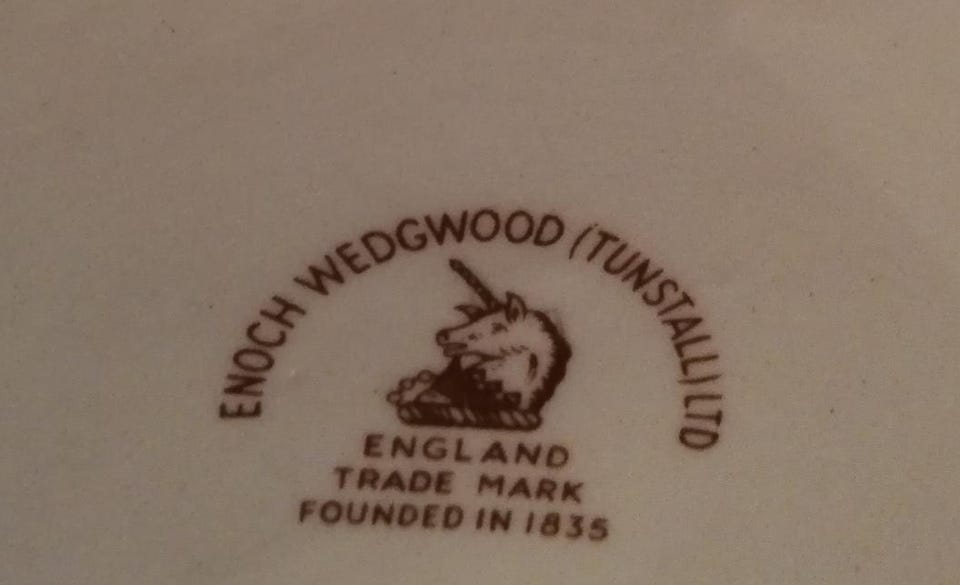 ENOCH WEDGWOOD (TUNSTALL) LTD
ENGLAND
TRADE MARK
FOUNDED IN 1835